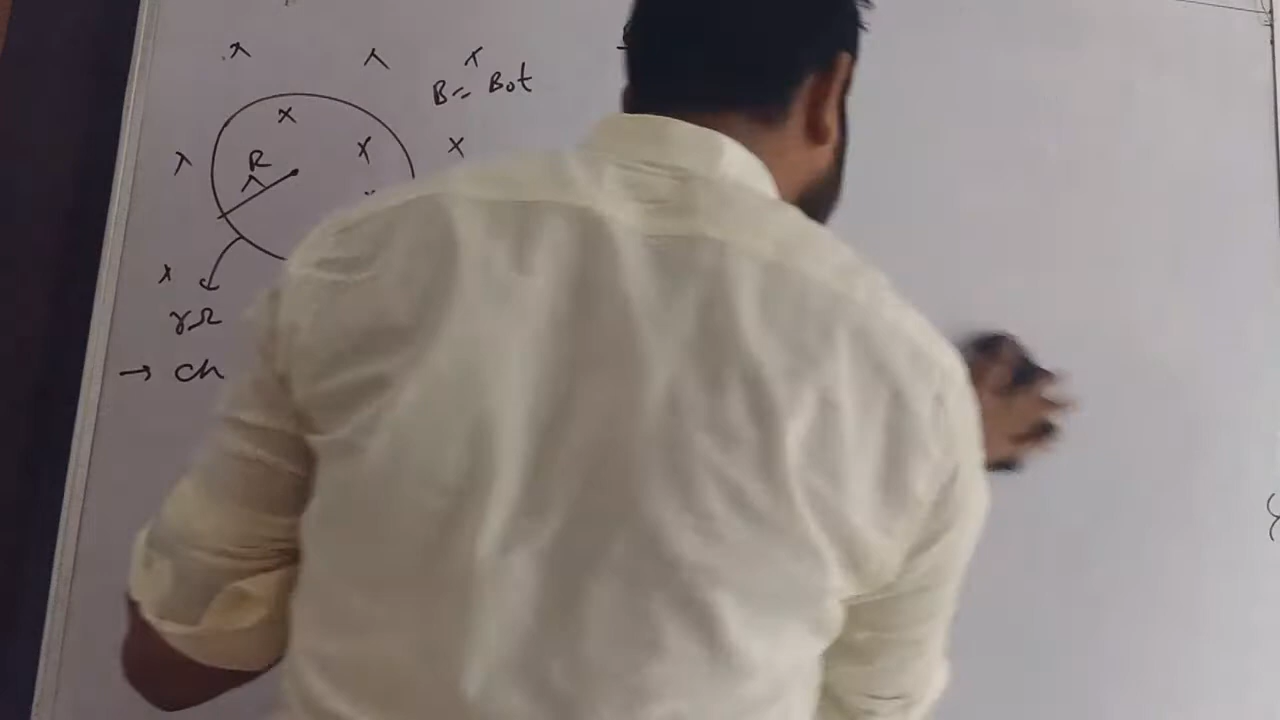 x x x
B = B₀t
x x x x
R
x
rΩ
→ Ch